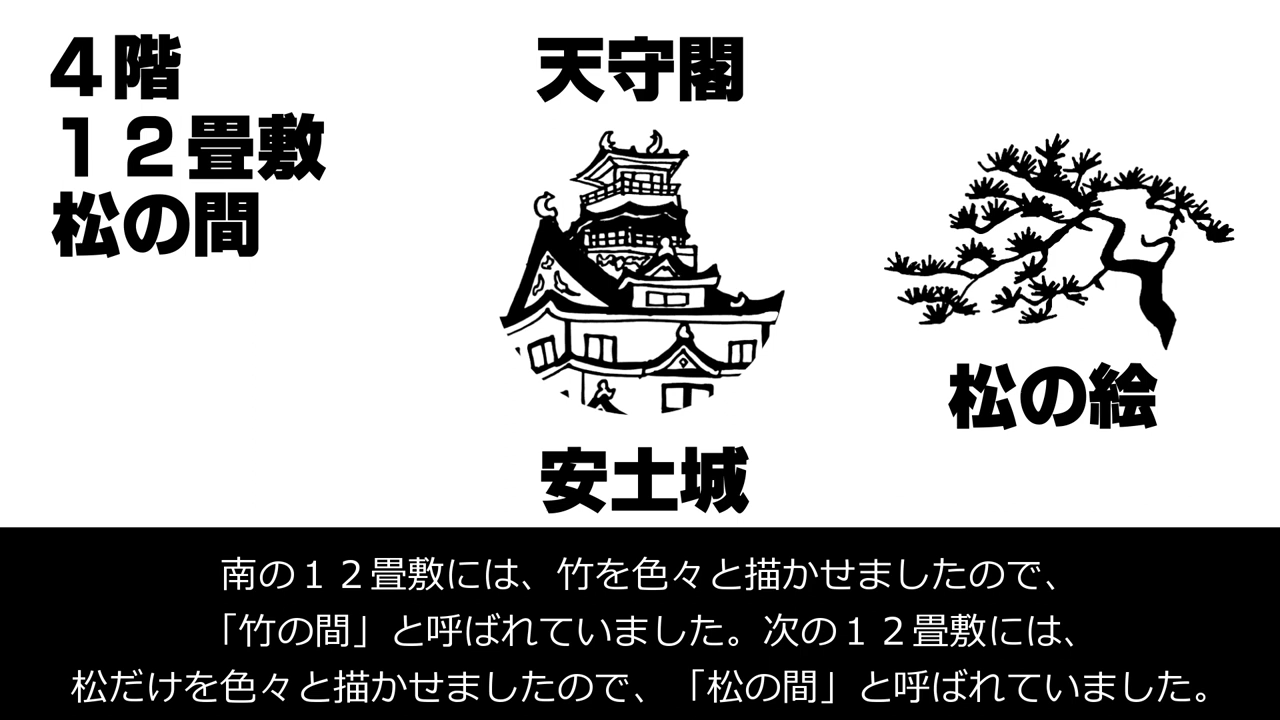 ４階
１２畳敷
松の間
天守閣
安土城
松の絵
南の１２畳敷には、竹を色々と描かせましたので、
「竹の間」と呼ばれていました。次の１２畳敷には、
松だけを色々と描かせましたので、「松の間」と呼ばれていました。